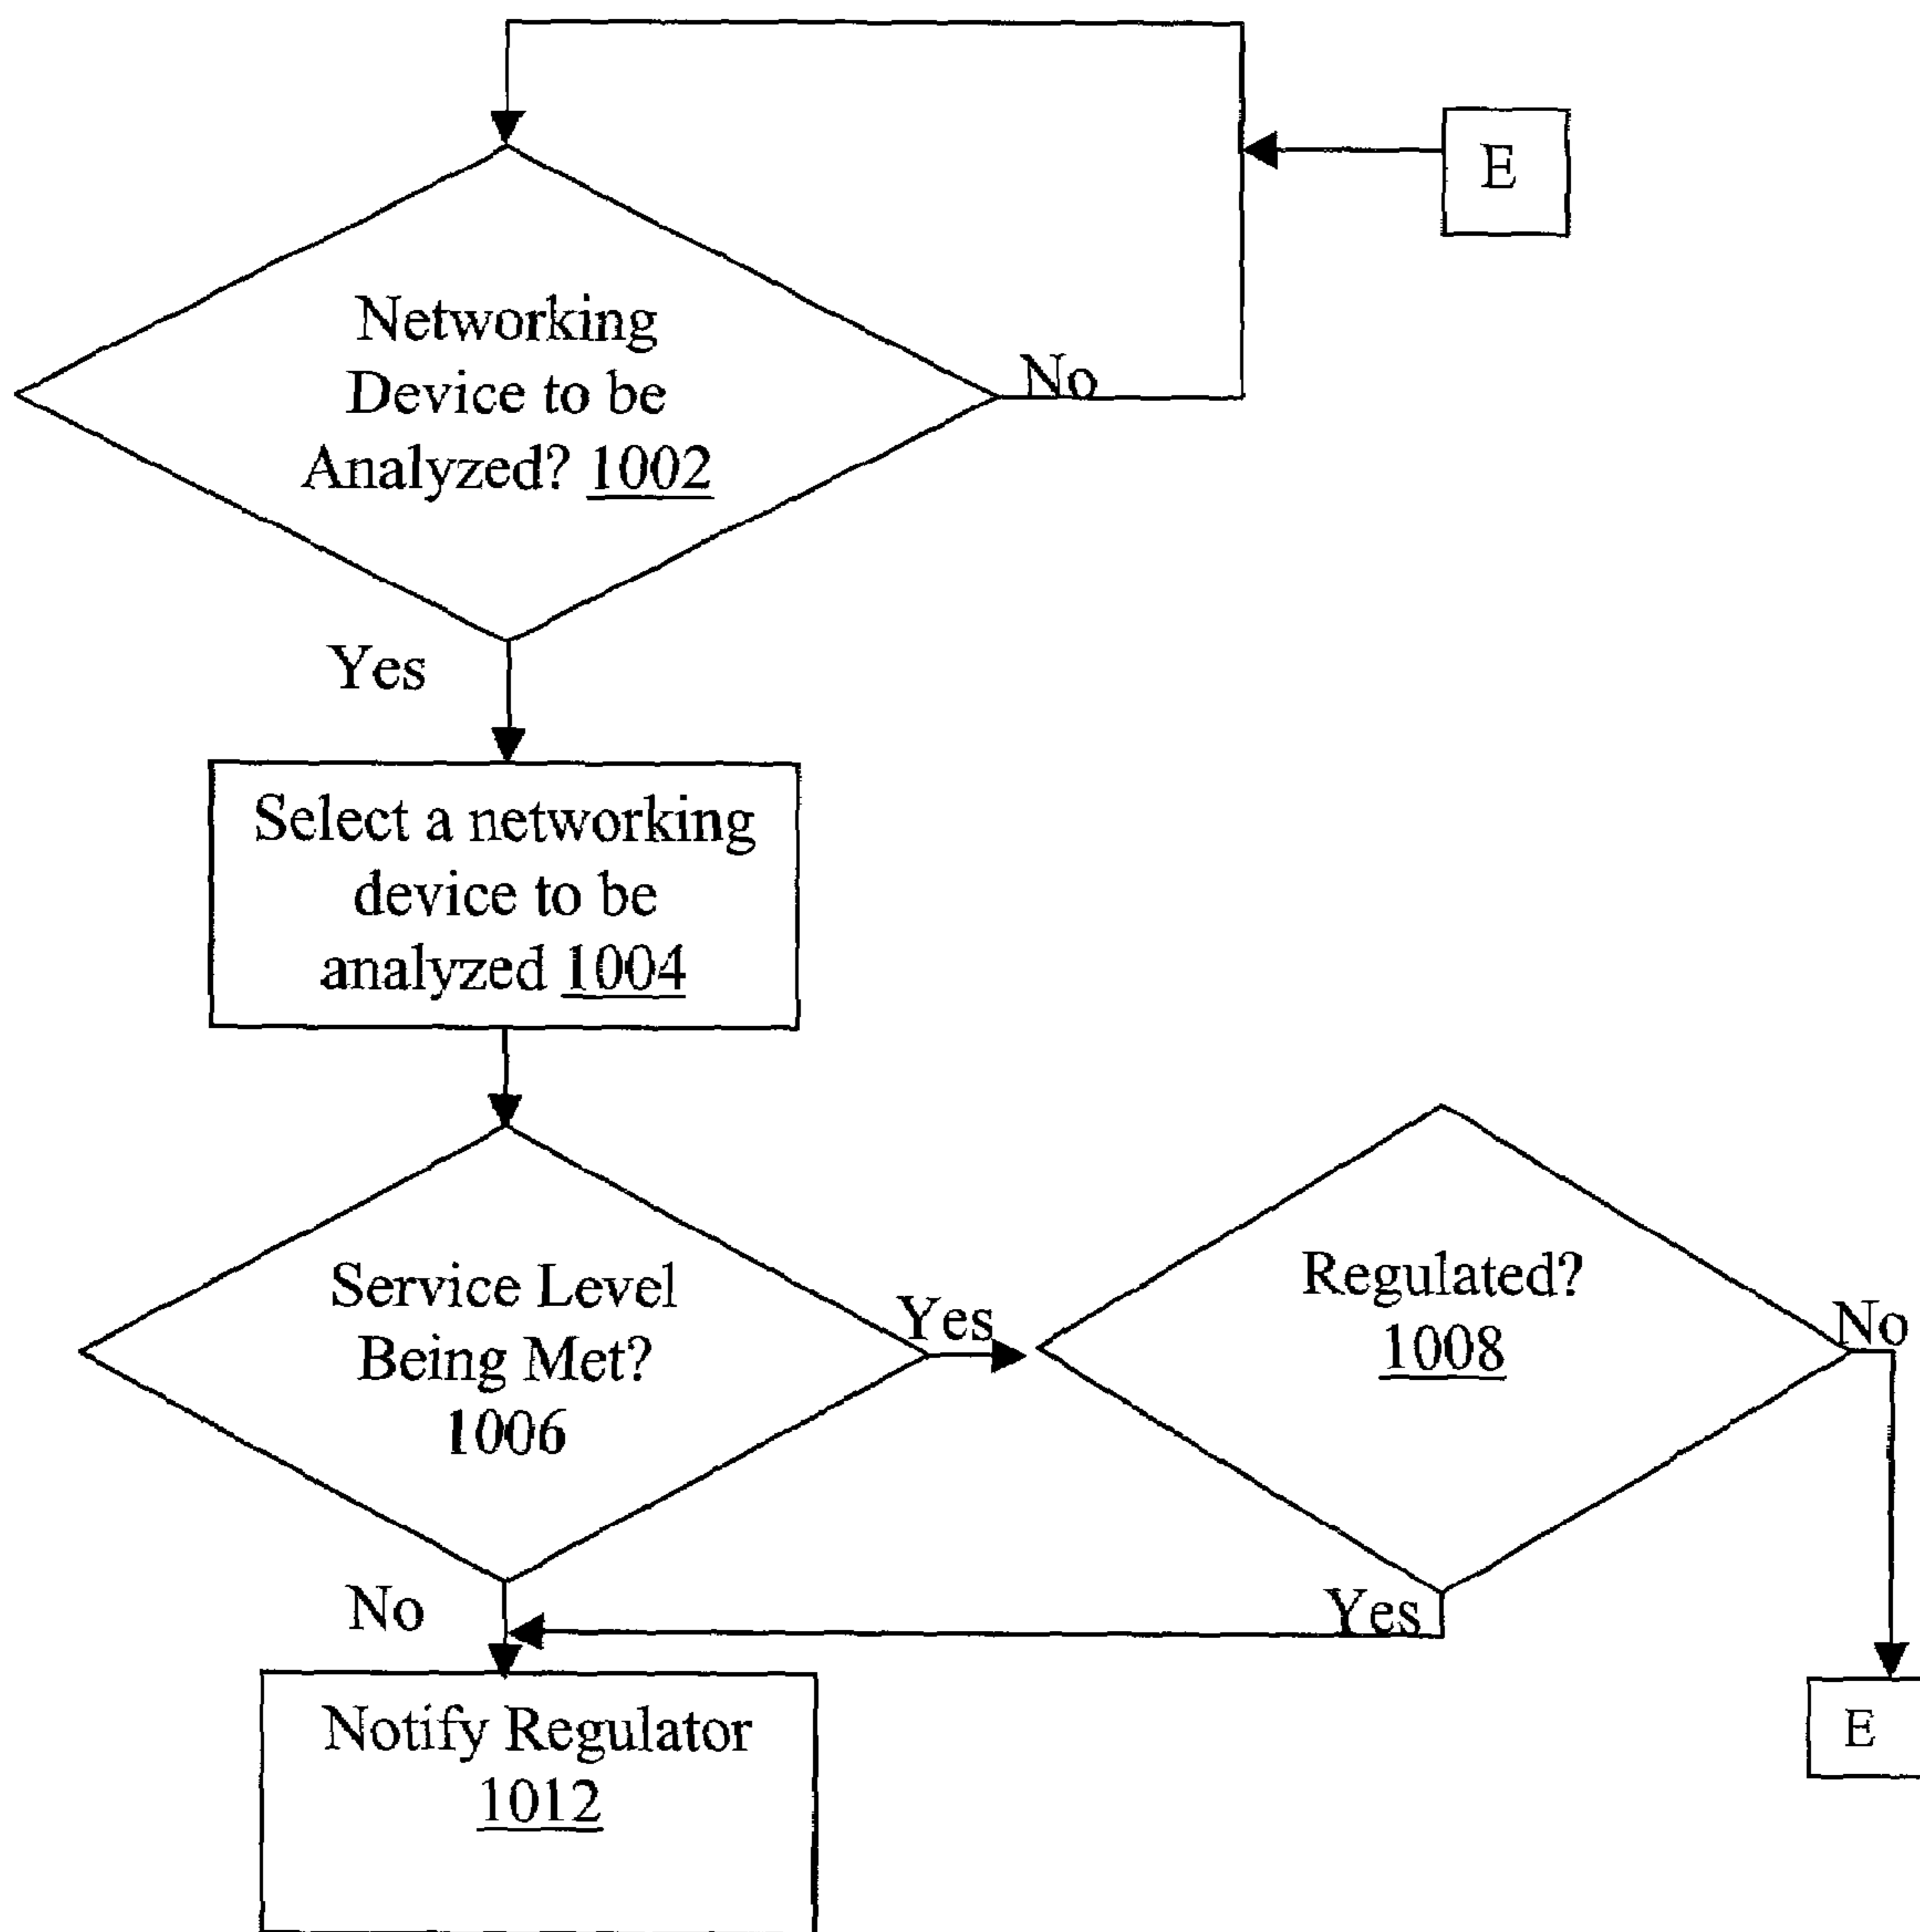 E
Networking
Device to be
Analyzed? 1002
No
Yes
Select a networking
device to be
analyzed 1004
Service Level
Being Met?
1006
Yes
Regulated?
1008
No
No
Yes
Notify Regulator
1012
E